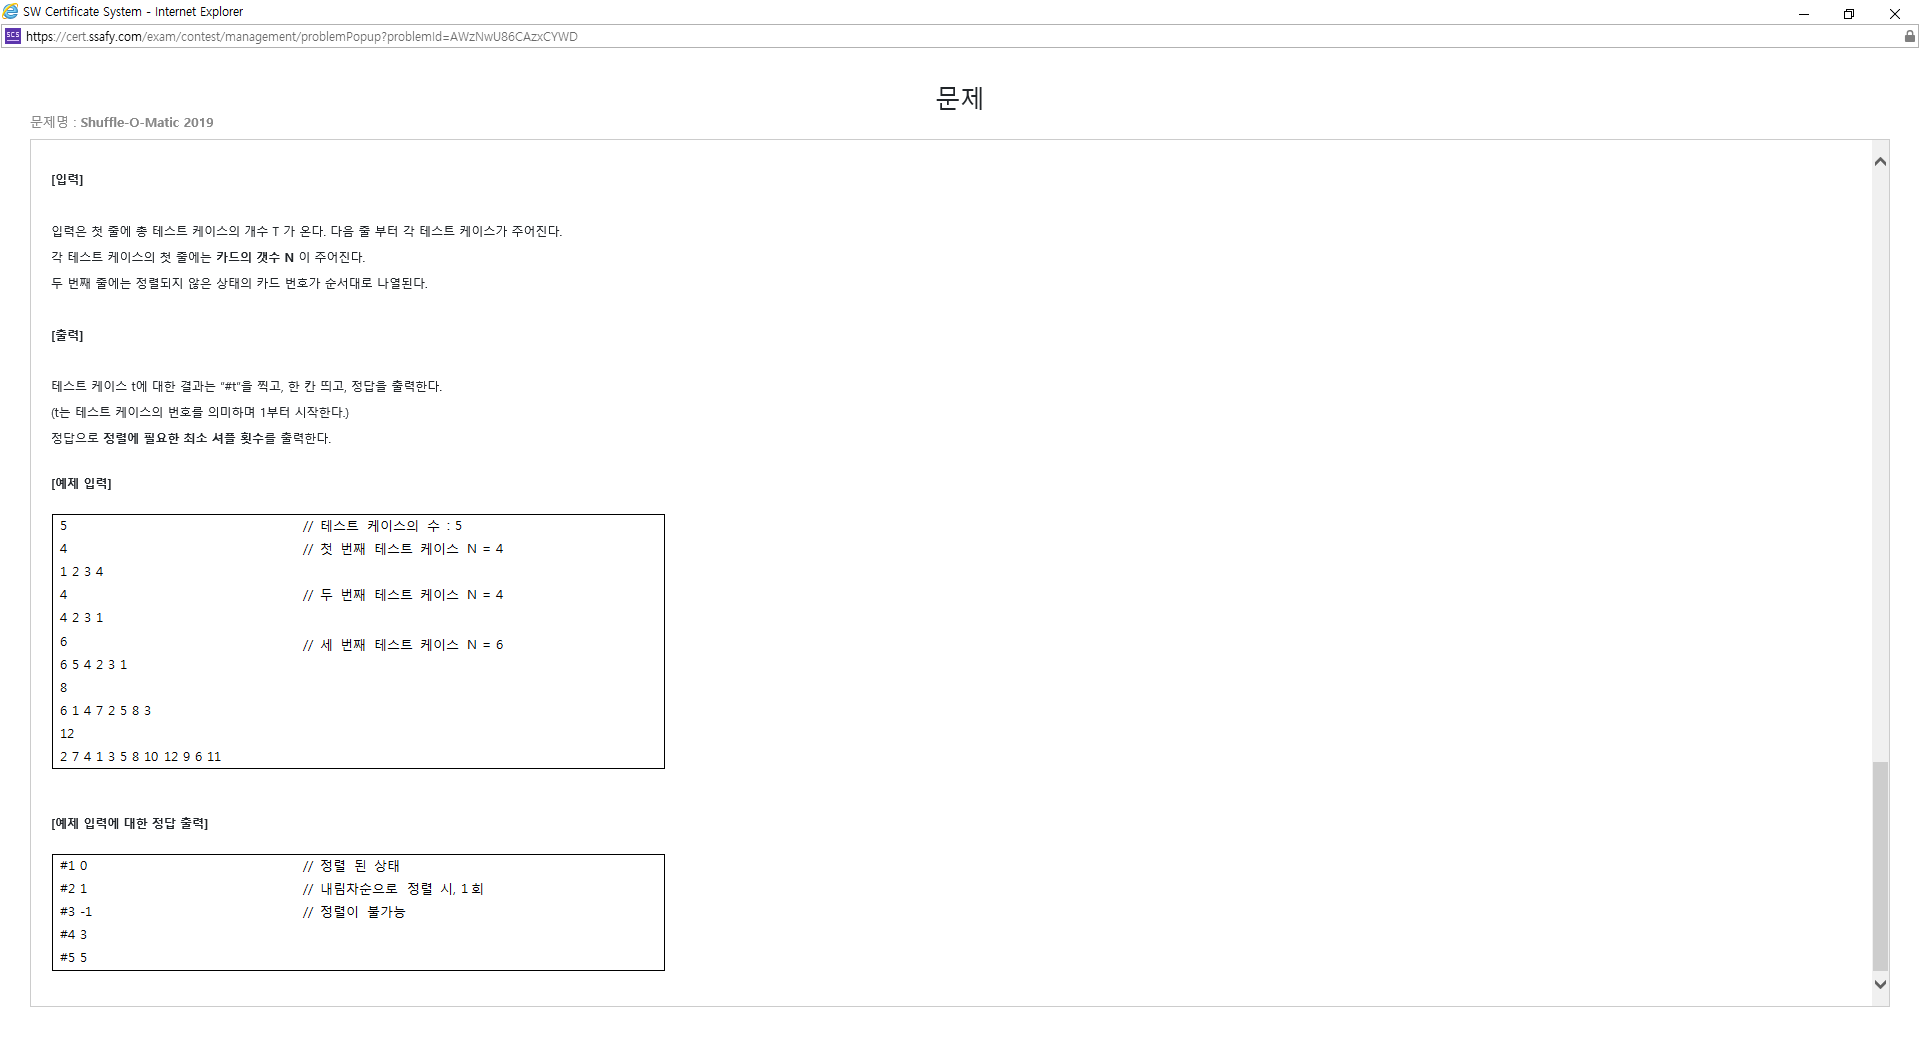 SW Certificate System - Internet Explorer
SCS https://cert.ssafy.com/exam/contest/management/problemPopup?problemId=AWzNwU86CAzxCYWD
문제
문제명 : Shuffle-O-Matic 2019
[입력]
입력은 첫 줄에 총 테스트 케이스의 개수 T 가 온다. 다음 줄 부터 각 테스트 케이스가 주어진다.
각 테스트 케이스의 첫 줄에는 카드의 갯수 N 이 주어진다.
두 번째 줄에는 정렬되지 않은 상태의 카드 번호가 순서대로 나열된다.
[출력]
테스트 케이스 t에 대한 결과는 "#t"을 찍고, 한 칸 띄고, 정답을 출력한다.
(t는 테스트 케이스의 번호를 의미하며 1부터 시작한다.)
정답으로 정렬에 필요한 최소 셔플 횟수를 출력한다.
[예제 입력]
5 // 테스트 케이스의 수 : 5
4 // 첫 번째 테스트 케이스 N = 4
1 2 3 4
4 // 두 번째 테스트 케이스 N = 4
4 2 3 1
6 // 세 번째 테스트 케이스 N = 6
6 5 4 2 3 1
8
6 1 4 7 2 5 8 3
12
2 7 4 1 3 5 8 10 12 9 6 11
[예제 입력에 대한 정답 출력]
#1 0 // 정렬 된 상태
#2 1 // 내림차순으로 정렬 시, 1회
#3 -1 // 정렬이 불가능
#4 3
#5 5